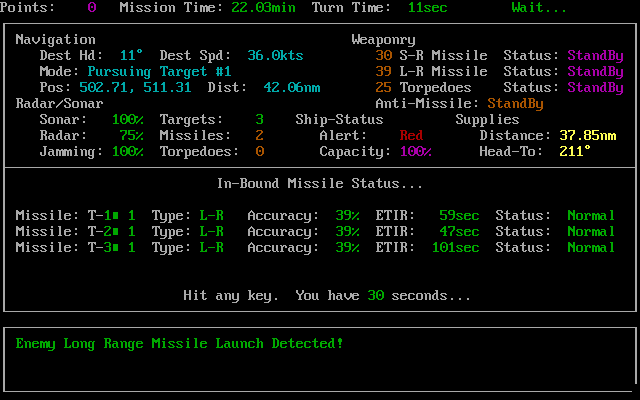 Points: 0 Mission Time: 22.03min Turn Time: 11sec Wait...
Navigation Weaponry
Dest Hd: 11° Dest Spd: 36.0kts 30 S-R Missile Status: StandBy
Mode: Pursuing Target #1 39 L-R Missile Status: StandBy
Pos: 502.71, 511.31 Dist: 42.06nm 25 Torpedoes Status: StandBy
Radar/Sonar Anti-Missile: StandBy
Sonar: 100% Targets: 3 Ship-Status Supplies
Radar: 75% Missiles: 2 Alert: Red Distance: 37.85nm
Jamming: 100% Torpedoes: 0 Capacity: 100% Head-To: 211°
In-Bound Missile Status...
Missile: T-1■ 1 Type: L-R Accuracy: 39% ETIR: 59sec Status: Normal
Missile: T-2■ 1 Type: L-R Accuracy: 39% ETIR: 47sec Status: Normal
Missile: T-3■ 1 Type: L-R Accuracy: 39% ETIR: 101sec Status: Normal
Hit any key. You have 30 seconds...
Enemy Long Range Missile Launch Detected!